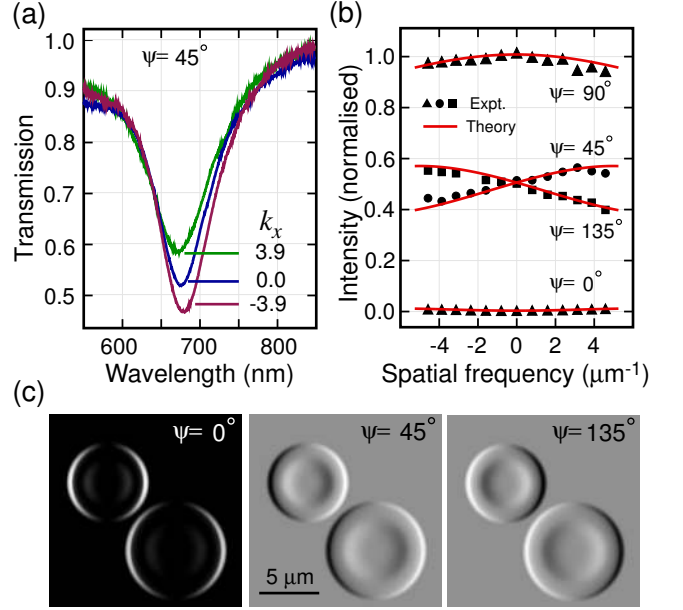 (a)
ψ= 45°
1.0
0.9
0.8
0.7
0.6
0.5
Transmission
kx
3.9
0.0
-3.9
600
700
800
Wavelength (nm)
(b)
1.0
0.8
0.6
0.4
0.2
0.0
Intensity (normalised)
ψ= 90°
Expt.
Theory
ψ= 45°
ψ= 135°
ψ= 0°
-4
-2
0
2
4
Spatial frequency (μm-1)
(c)
ψ= 0°
ψ= 45°
5 μm
ψ= 135°